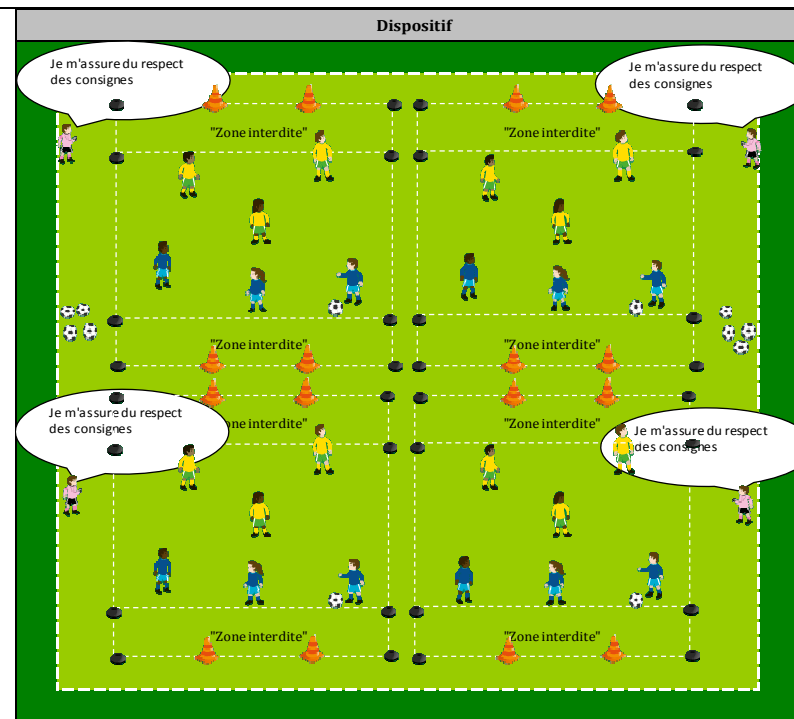 Dispositif
Je m'assure du respect
des consignes
Je m'assure du respect
des consignes
"Zone interdite"
"Zone interdite"
"Zone interdite"
"Zone interdite"
Je m'assure du respect
des consignes
Je m'assure du respect
des consignes
one interdite"
"Zone interdite"
"Zone interdite"
"Zone interdite"